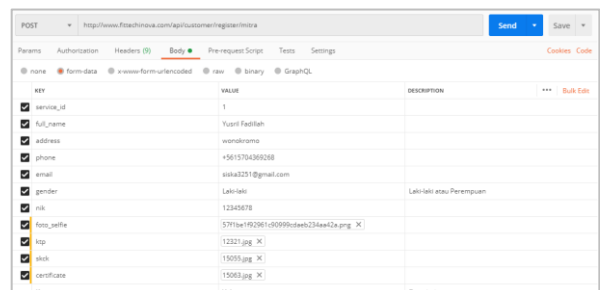 POST http://www.fittechinova.com/api/customer/register/mitra Send Save
Params Authorization Headers (9) Body Pre-request Script Tests Settings Cookies Code
none form-data x-www-form-urlencoded raw binary GraphQL
KEY VALUE DESCRIPTION ••• Bulk Edit
service_id 1
full_name Yusril Fadillah
address wonokromo
phone +5615704369268
email siska3251@gmail.com
gender Laki-laki Laki-laki atau Perempuan
nik 12345678
foto_selfie 57f1be1f92961c90999cdaeb234aa42a.png X
ktp 12321.jpg X
skck 15055.jpg X
certificate 15063.jpg X